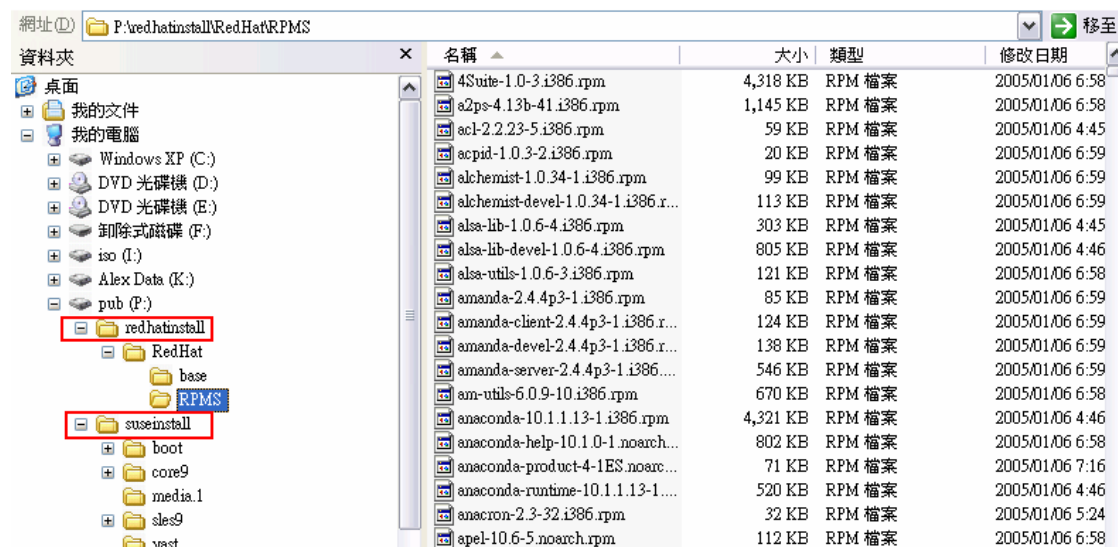 網址(D) P:\redhatinstall\RedHat\RPMS 移至
資料夾
桌面
我的文件
我的電腦
Windows XP (C:)
DVD 光碟機 (D:)
DVD 光碟機 (E:)
卸除式磁碟 (F:)
iso (I:)
Alex Data (K:)
pub (P:)
redhatinstall
RedHat
base
RPMS
suseinstall
boot
core9
media.1
sles9
yast
名稱 大小 類型 修改日期
4Suite-1.0-3.i386.rpm 4,318 KB RPM 檔案 2005/01/06 6:58
a2ps-4.13b-41.i386.rpm 1,145 KB RPM 檔案 2005/01/06 6:58
acl-2.2.23-5.i386.rpm 59 KB RPM 檔案 2005/01/06 4:45
acpid-1.0.3-2.i386.rpm 20 KB RPM 檔案 2005/01/06 6:59
alchemist-1.0.34-1.i386.rpm 99 KB RPM 檔案 2005/01/06 6:59
alchemist-devel-1.0.34-1.i386.r... 113 KB RPM 檔案 2005/01/06 6:59
alsa-lib-1.0.6-4.i386.rpm 303 KB RPM 檔案 2005/01/06 4:45
alsa-lib-devel-1.0.6-4.i386.rpm 805 KB RPM 檔案 2005/01/06 4:46
alsa-utils-1.0.6-3.i386.rpm 121 KB RPM 檔案 2005/01/06 6:58
amanda-2.4.4p3-1.i386.rpm 85 KB RPM 檔案 2005/01/06 6:59
amanda-client-2.4.4p3-1.i386.r... 124 KB RPM 檔案 2005/01/06 6:59
amanda-devel-2.4.4p3-1.i386.r... 138 KB RPM 檔案 2005/01/06 6:59
amanda-server-2.4.4p3-1.i386.... 546 KB RPM 檔案 2005/01/06 6:59
am-utils-6.0.9-10.i386.rpm 670 KB RPM 檔案 2005/01/06 6:58
anaconda-10.1.1.13-1.i386.rpm 4,321 KB RPM 檔案 2005/01/06 4:46
anaconda-help-10.1.0-1.noarch... 802 KB RPM 檔案 2005/01/06 6:58
anaconda-product-4-1ES.noarc... 71 KB RPM 檔案 2005/01/06 7:16
anaconda-runtime-10.1.1.13-1.... 520 KB RPM 檔案 2005/01/06 4:46
anacron-2.3-32.i386.rpm 32 KB RPM 檔案 2005/01/06 5:24
apel-10.6-5.noarch.rpm 112 KB RPM 檔案 2005/01/06 6:58